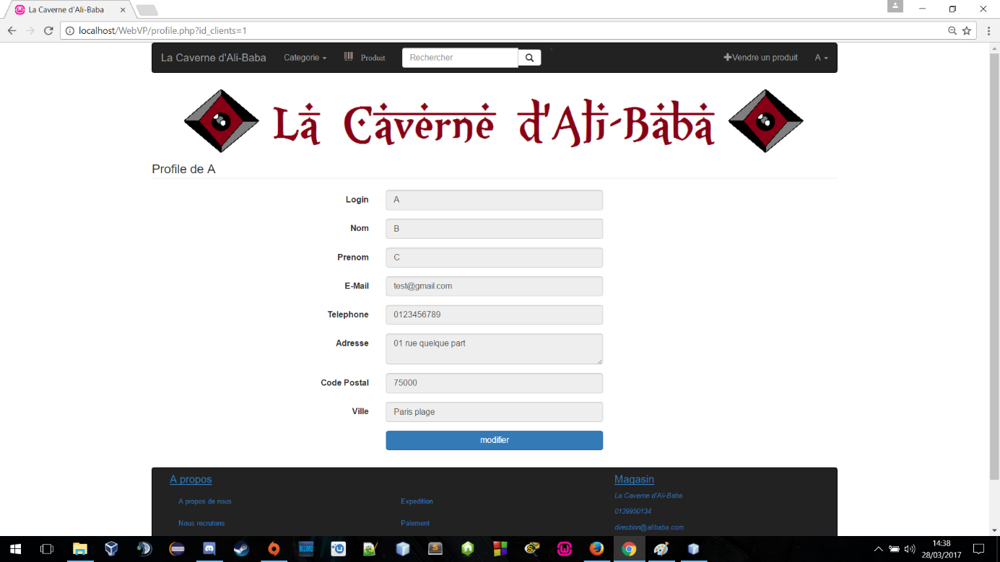 La Caverne d'Ali-Baba
localhost/WebVP/profile.php?id_clients=1
La Caverne d'Ali-Baba Categorie Produit Rechercher Vendre un produit A
La Caverne d'Ali-Baba
Profile de A
Login A
Nom B
Prenom C
E-Mail test@gmail.com
Telephone 0123456789
Adresse 01 rue quelque part
Code Postal 75000
Ville Paris plage
modifier
A propos Magasin
A propos de nous Expedition La Caverne d'Ali-Baba
0139950134
Nous recrutons Paiement direction@alibaba.com
14:38
28/03/2017